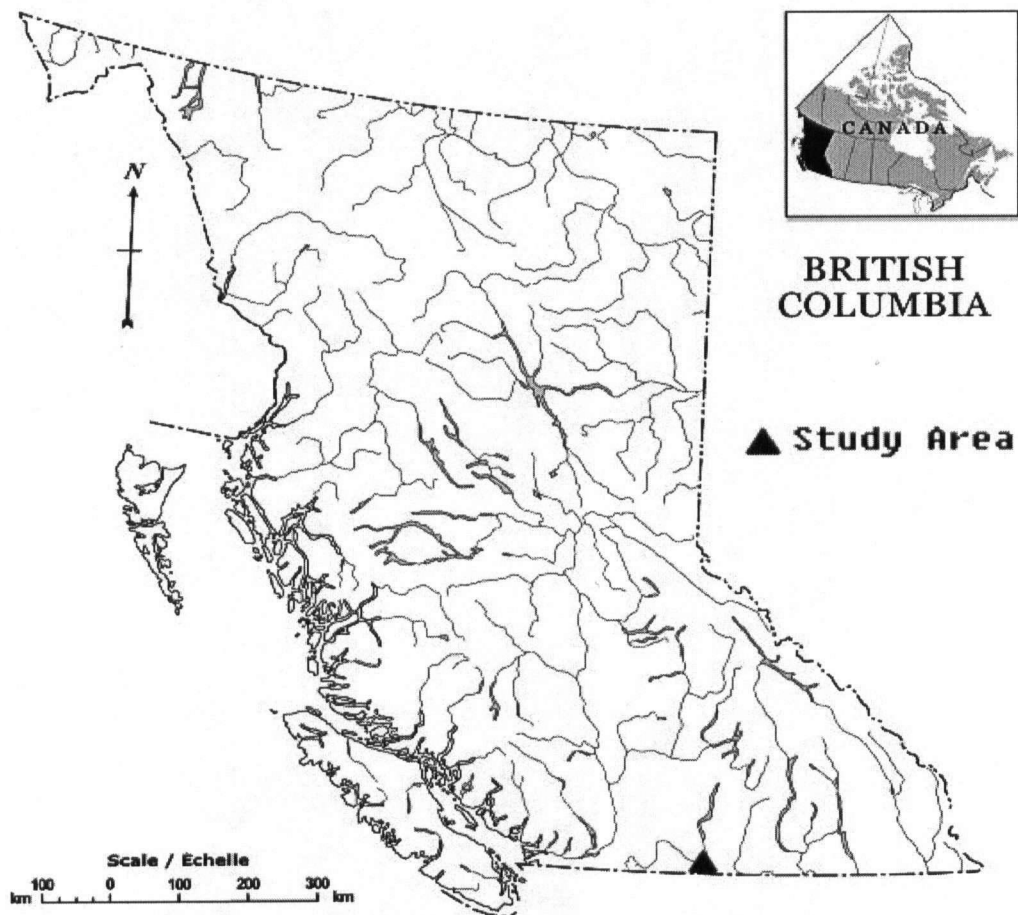 CANADA
N
BRITISH
COLUMBIA
Study Area
Scale / Échelle
100 0 100 200 300
km km